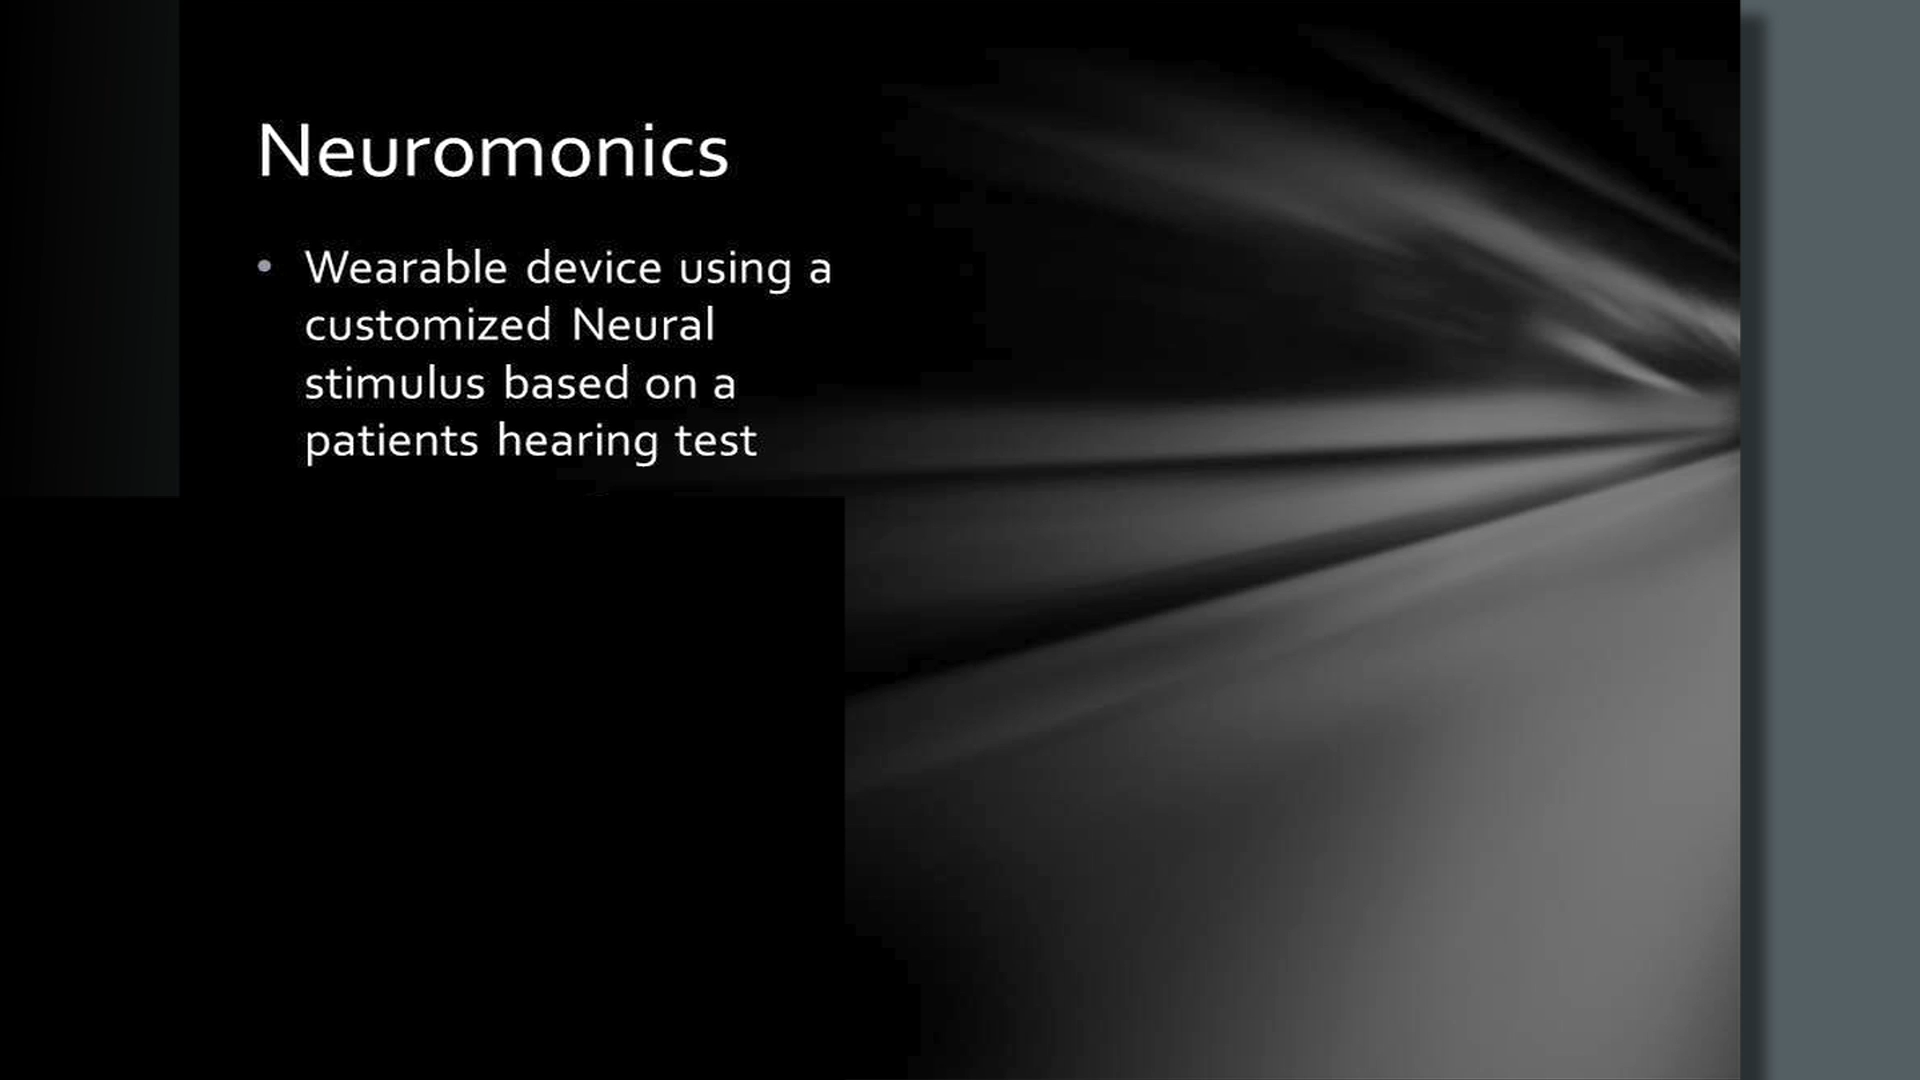 Neuromonics
• Wearable device using a
customized Neural
stimulus based on a
patients hearing test